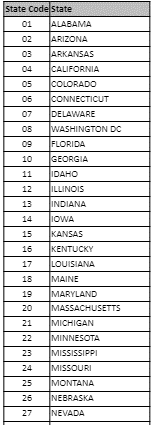 State Code State
01 ALABAMA
02 ARIZONA
03 ARKANSAS
04 CALIFORNIA
05 COLORADO
06 CONNECTICUT
07 DELAWARE
08 WASHINGTON DC
09 FLORIDA
10 GEORGIA
11 IDAHO
12 ILLINOIS
13 INDIANA
14 IOWA
15 KANSAS
16 KENTUCKY
17 LOUISIANA
18 MAINE
19 MARYLAND
20 MASSACHUSETTS
21 MICHIGAN
22 MINNESOTA
23 MISSISSIPPI
24 MISSOURI
25 MONTANA
26 NEBRASKA
27 NEVADA